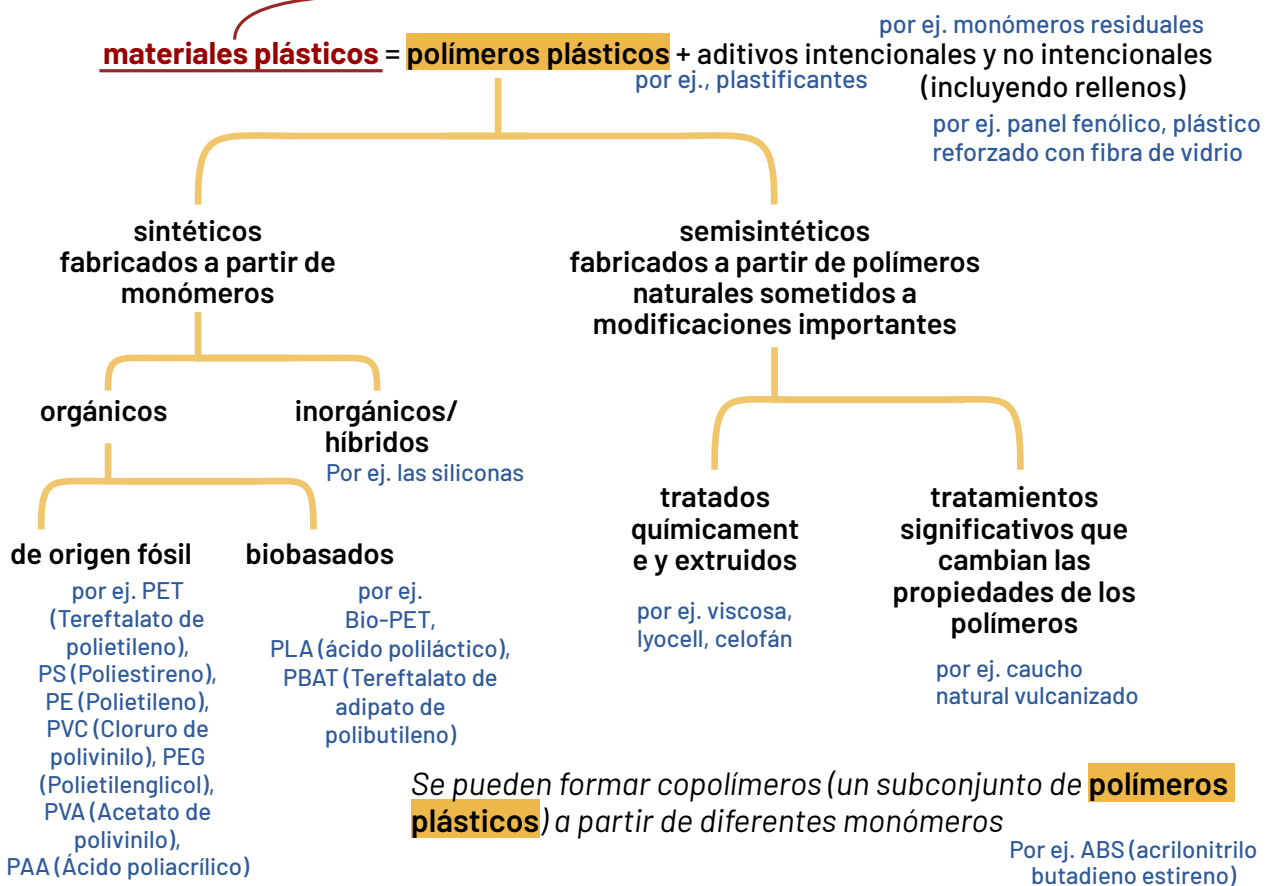 por ej. monómeros residuales
materiales plásticos = polímeros plásticos + aditivos intencionales y no intencionales
por ej., plastificantes
(incluyendo rellenos)
por ej. panel fenólico, plástico
reforzado con fibra de vidrio
sintéticos
fabricados a partir de
monómeros
semisintéticos
fabricados a partir de polímeros
naturales sometidos a
modificaciones importantes
orgánicos
inorgánicos/
híbridos
Por ej. las siliconas
de origen fósil
por ej. PET
(Tereftalato de
polietileno),
PS (Poliestireno),
PE (Polietileno),
PVC (Cloruro de
polivinilo), PEG
(Polietilenglicol),
PVA (Acetato de
polivinilo),
PAA (Ácido poliacrílico)
biobasados
por ej.
Bio-PET,
PLA (ácido poliláctico),
PBAT (Tereftalato de
adipato de
polibutileno)
tratados
químicament
e y extruidos
por ej. viscosa,
lyocell, celofán
tratamientos
significativos que
cambian las
propiedades de los
polímeros
por ej. caucho
natural vulcanizado
Se pueden formar copolímeros (un subconjunto de polímeros
plásticos) a partir de diferentes monómeros
Por ej. ABS (acrilonitrilo
butadieno estireno)